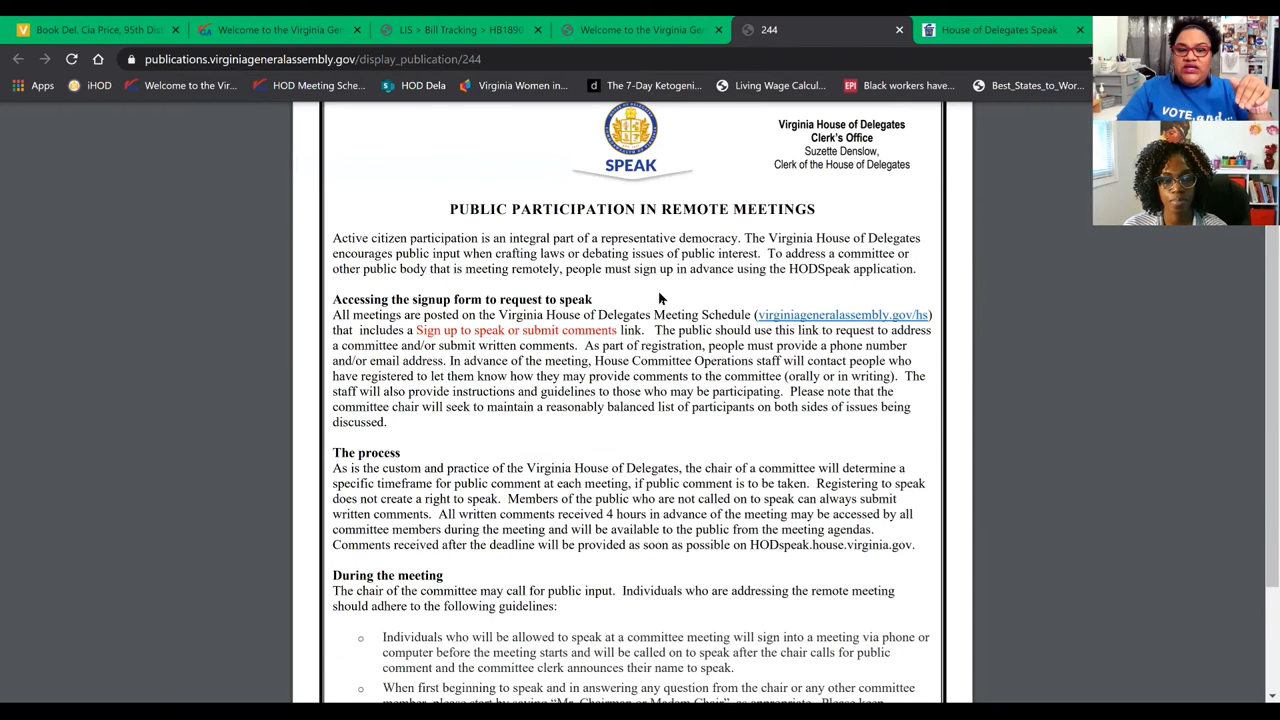 Book Del. Cia Price, 95th Dist
Welcome to the Virginia Gen
LIS > Bill Tracking > HB1890
Welcome to the Virginia Gen
244
House of Delegates Speak
publications.virginiageneralassembly.gov/display_publication/244
Apps
iHOD
Welcome to the Vir...
HOD Meeting Sche...
HOD Dela
Virginia Women in...
The 7-Day Ketogeni...
Living Wage Calcu...
EPI
Black workers have...
Best_States_to_Wor...
VOTE, and
SPEAK
Virginia House of Delegates
Clerk's Office
Suzette Denslow,
Clerk of the House of Delegates
PUBLIC PARTICIPATION IN REMOTE MEETINGS
Active citizen participation is an integral part of a representative democracy. The Virginia House of Delegates
encourages public input when crafting laws or debating issues of public interest. To address a committee or
other public body that is meeting remotely, people must sign up in advance using the HODSpeak application.
Accessing the signup form to request to speak
All meetings are posted on the Virginia House of Delegates Meeting Schedule (virginiageneralassembly.gov/hs)
that includes a Sign up to speak or submit comments link. The public should use this link to request to address
a committee and/or submit written comments. As part of registration, people must provide a phone number
and/or email address. In advance of the meeting, House Committee Operations staff will contact people who
have registered to let them know how they may provide comments to the committee (orally or in writing). The
staff will also provide instructions and guidelines to those who may be participating. Please note that the
committee chair will seek to maintain a reasonably balanced list of participants on both sides of issues being
discussed.
The process
As is the custom and practice of the Virginia House of Delegates, the chair of a committee will determine a
specific timeframe for public comment at each meeting, if public comment is to be taken. Registering to speak
does not create a right to speak. Members of the public who are not called on to speak can always submit
written comments. All written comments received 4 hours in advance of the meeting may be accessed by all
committee members during the meeting and will be available to the public from the meeting agendas.
Comments received after the deadline will be provided as soon as possible on HODspeak.house.virginia.gov.
During the meeting
The chair of the committee may call for public input. Individuals who are addressing the remote meeting
should adhere to the following guidelines:
Individuals who will be allowed to speak at a committee meeting will sign into a meeting via phone or
computer before the meeting starts and will be called on to speak after the chair calls for public
comment and the committee clerk announces their name to speak.
When first beginning to speak and in answering any question from the chair or any other committee
member, please start by saying "Mr. Chairman or Madam Chair", as appropriate. Please keep